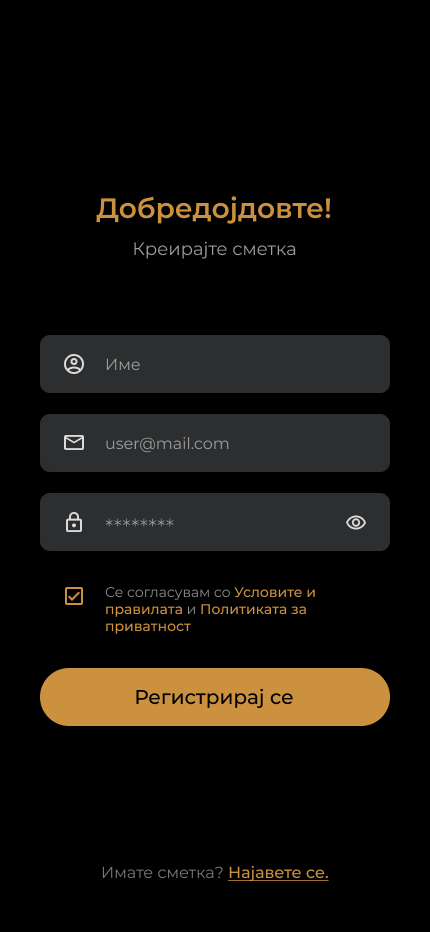 Добредојдовте!
Креирајте сметка
Име
user@mail.com
********
Се согласувам со Условите и
правилата и Политиката за
приватност
Регистрирај се
Имате сметка? Најавете се.